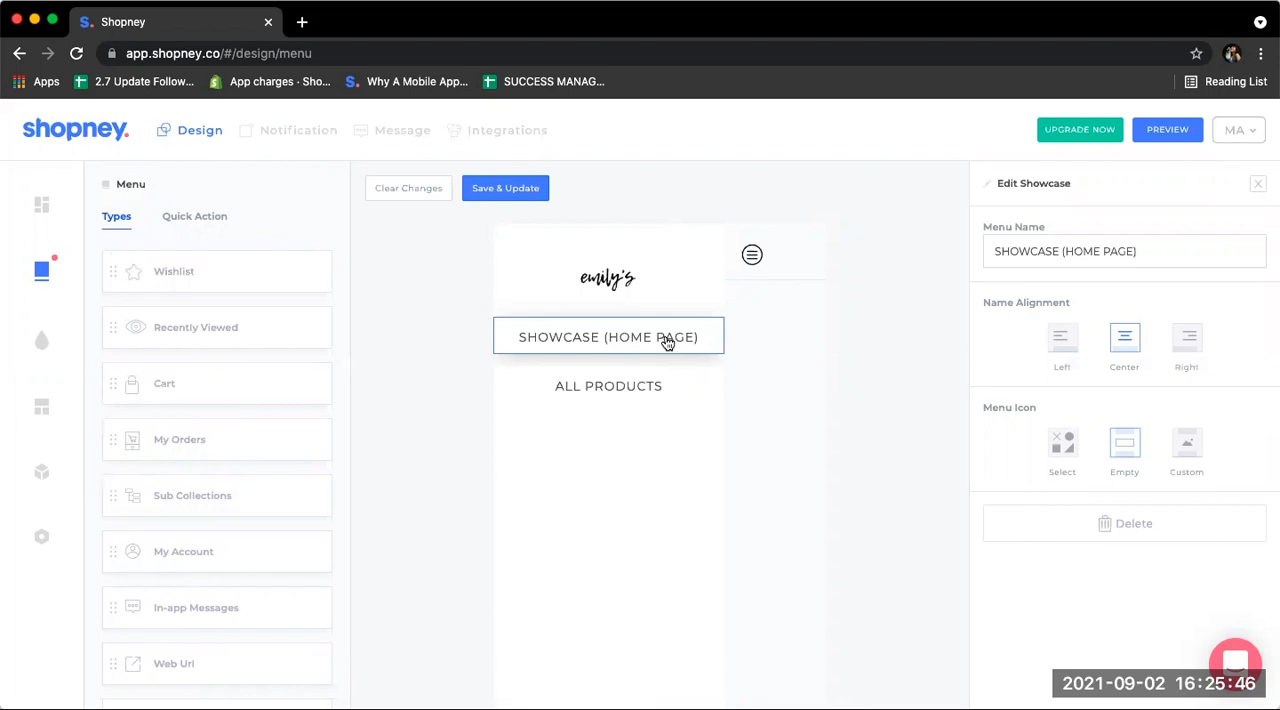 Shopney
app.shopney.co/#/design/menu
Apps
2.7 Update Follow...
App charges - Sho...
Why A Mobile App...
SUCCESS MANAG...
Reading List
shopney.
Design
Notification
Message
Integrations
UPGRADE NOW
PREVIEW
MA
Menu
Types
Quick Action
Wishlist
Recently Viewed
Cart
My Orders
Sub Collections
My Account
In-app Messages
Web Url
Clear Changes
Save & Update
emily's
SHOWCASE (HOME PAGE)
ALL PRODUCTS
Edit Showcase
Menu Name
SHOWCASE (HOME PAGE)
Name Alignment
Left
Center
Right
Menu Icon
Select
Empty
Custom
Delete
2021-09-02 16:25:46